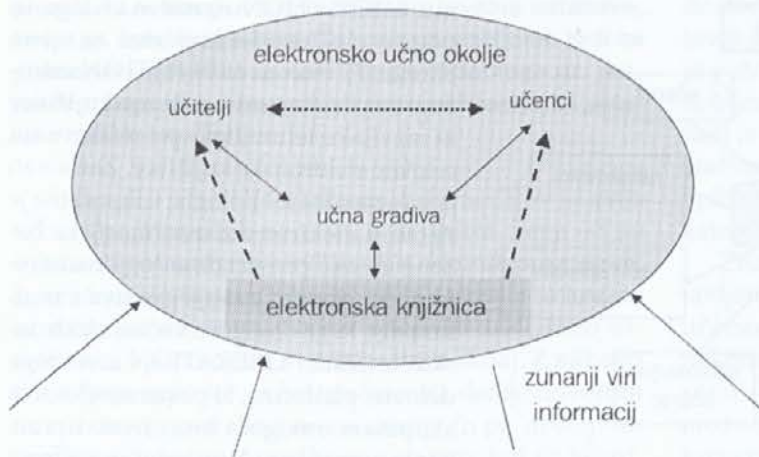 elektronsko učno okolje
učitelji
učenci
učna gradiva
elektronska knjižnica
zunanji viri
informacij